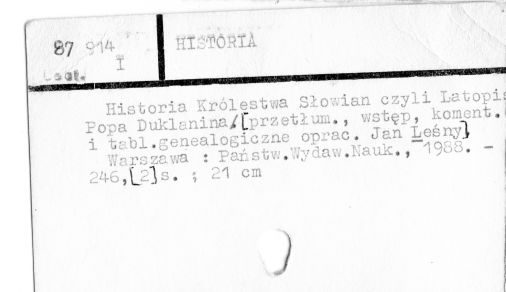 87 914
I
HISTORIA
Historia Królestwa Słowian czyli Latopis
Popa Duklanina/[przetłum., wstęp, koment.
i tabl.genealogiczne oprac. Jan Leśny]
Warszawa : Państw.Wydaw.Nauk., 1988. -
246,[2]s. ; 21 cm